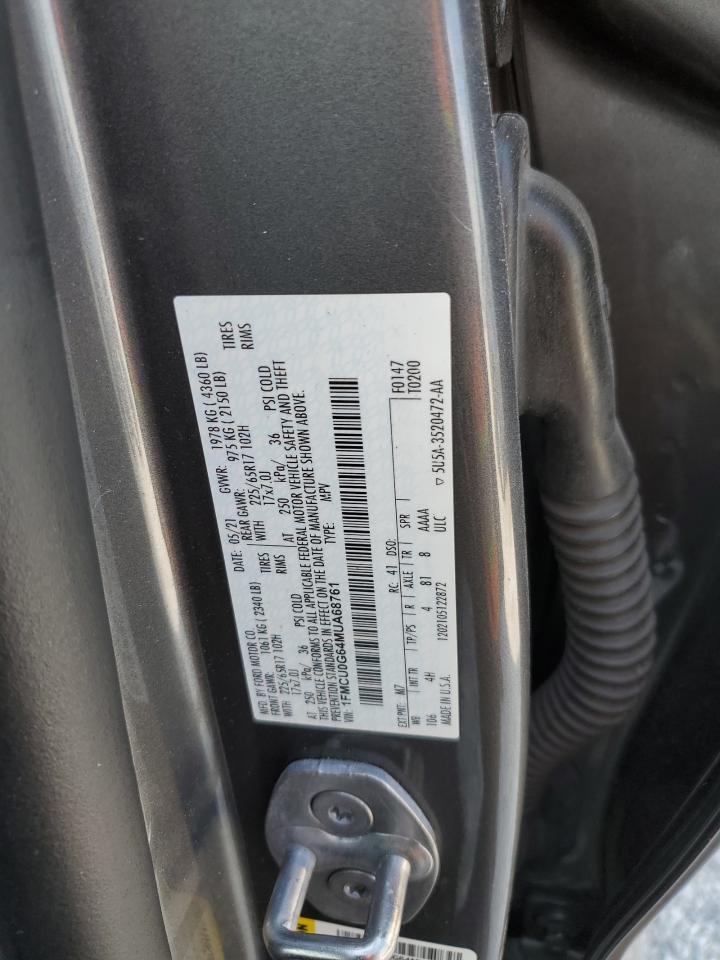 MFD. BY FORD MOTOR CO. DATE: 05/21 GVWR: 1978 KG ( 4360 LB)
FRONT GAWR: 1061 KG ( 2340 LB) REAR GAWR: 975 KG ( 2150 LB)
WITH 225/65R17 102H TIRES WITH 225/65R17 102H TIRES
17x7.0J RIMS 17x7.0J RIMS
AT 250 kPa/ 36 PSI COLD AT 250 kPa/ 36 PSI COLD
THIS VEHICLE CONFORMS TO ALL APPLICABLE FEDERAL MOTOR VEHICLE SAFETY AND THEFT
PREVENTION STANDARDS IN EFFECT ON THE DATE OF MANUFACTURE SHOWN ABOVE.
VIN: 1FMCU0G64MUA68761 TYPE: MPV
F0147
T0200
EXT PNT: M7 RC: 41 DSO:
WB INT TR TP/PS R AXLE TR SPR
106 4H 4 81 8 AAAA
MADE IN U.S.A. 1202105122872 ULC
▽ 5U5A-3520472-AA